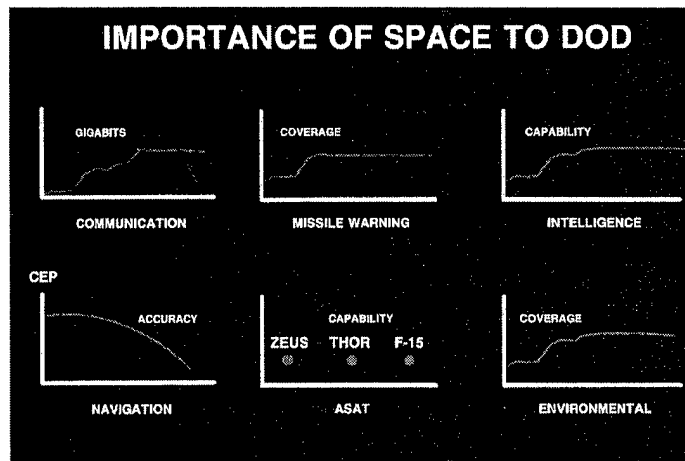 IMPORTANCE OF SPACE TO DOD
GIGABITS
COMMUNICATION
COVERAGE
MISSILE WARNING
CAPABILITY
INTELLIGENCE
CEP
ACCURACY
NAVIGATION
CAPABILITY
ZEUS THOR F-15
ASAT
COVERAGE
ENVIRONMENTAL